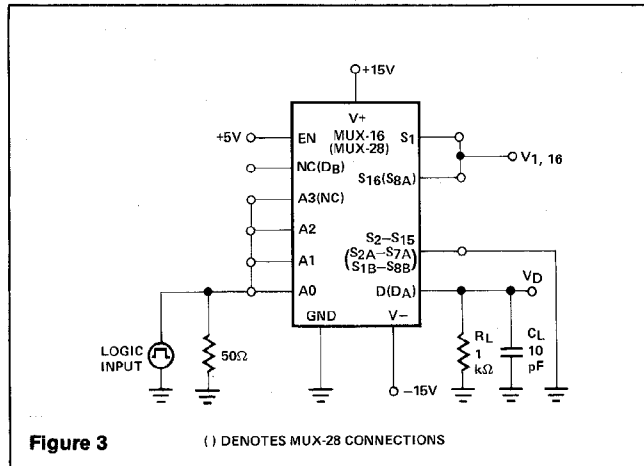 +15V
V+
+5V
EN
MUX-16
(MUX-28)
S1
V1, 16
NC(DB)
S16(S8A)
A3(NC)
A2
S2–S15
(S2A–S7A)
(S1B–S8B)
A1
A0
D(DA)
VD
GND
V–
LOGIC
INPUT
50Ω
RL
1
kΩ
CL
10
pF
–15V
Figure 3
( ) DENOTES MUX-28 CONNECTIONS